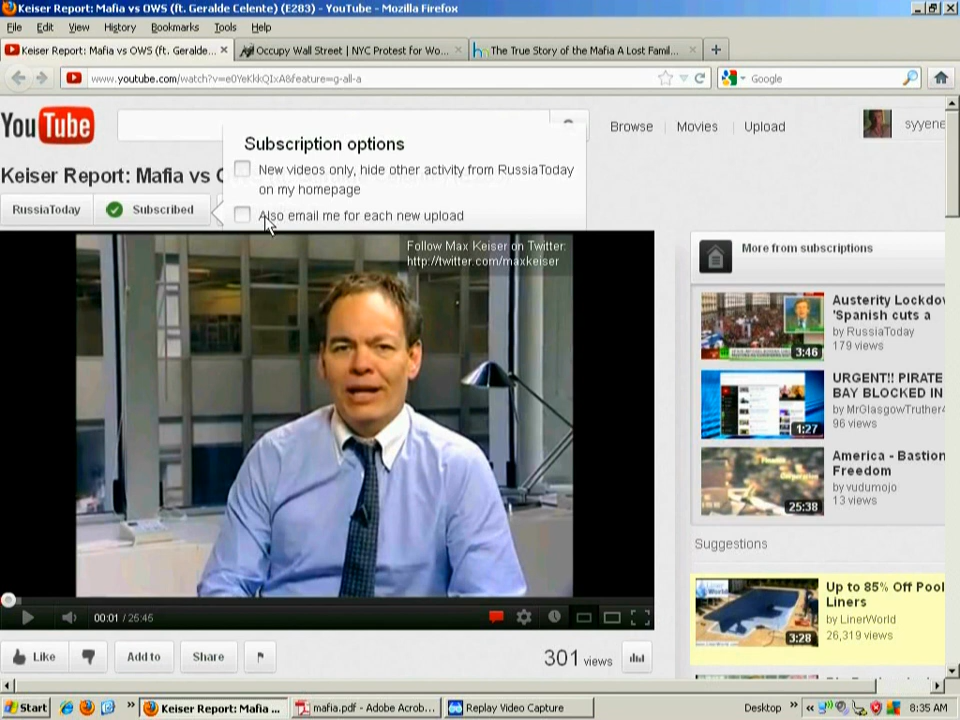 Keiser Report: Mafia vs OWS (ft. Geralde Celente) (E283) - YouTube - Mozilla Firefox
File Edit View History Bookmarks Tools Help
Keiser Report: Mafia vs OWS (ft. Geralde... Occupy Wall Street | NYC Protest for Wo... The True Story of the Mafia A Lost Famil...
www.youtube.com/watch?v=e0YeKkkQIxA&feature=g-all-a Google
YouTube Browse Movies Upload syyene
Subscription options
New videos only, hide other activity from RussiaToday
on my homepage
Also email me for each new upload
Keiser Report: Mafia vs
RussiaToday Subscribed
Follow Max Keiser on Twitter:
http://twitter.com/maxkeiser
More from subscriptions
Austerity Lockdov
'Spanish cuts a
by RussiaToday
179 views
3:46
URGENT!! PIRATE
BAY BLOCKED IN
by MrGlasgowTruther4
96 views
1:27
America - Bastion
Freedom
by vudumojo
13 views
25:38
Suggestions
Up to 85% Off Pool
Liners
by LinerWorld
26,319 views
3:28
00:01 / 25:45
Like Add to Share 301 views
Start Keiser Report: Mafia ... mafia.pdf - Adobe Acrob... Replay Video Capture Desktop 8:35 AM